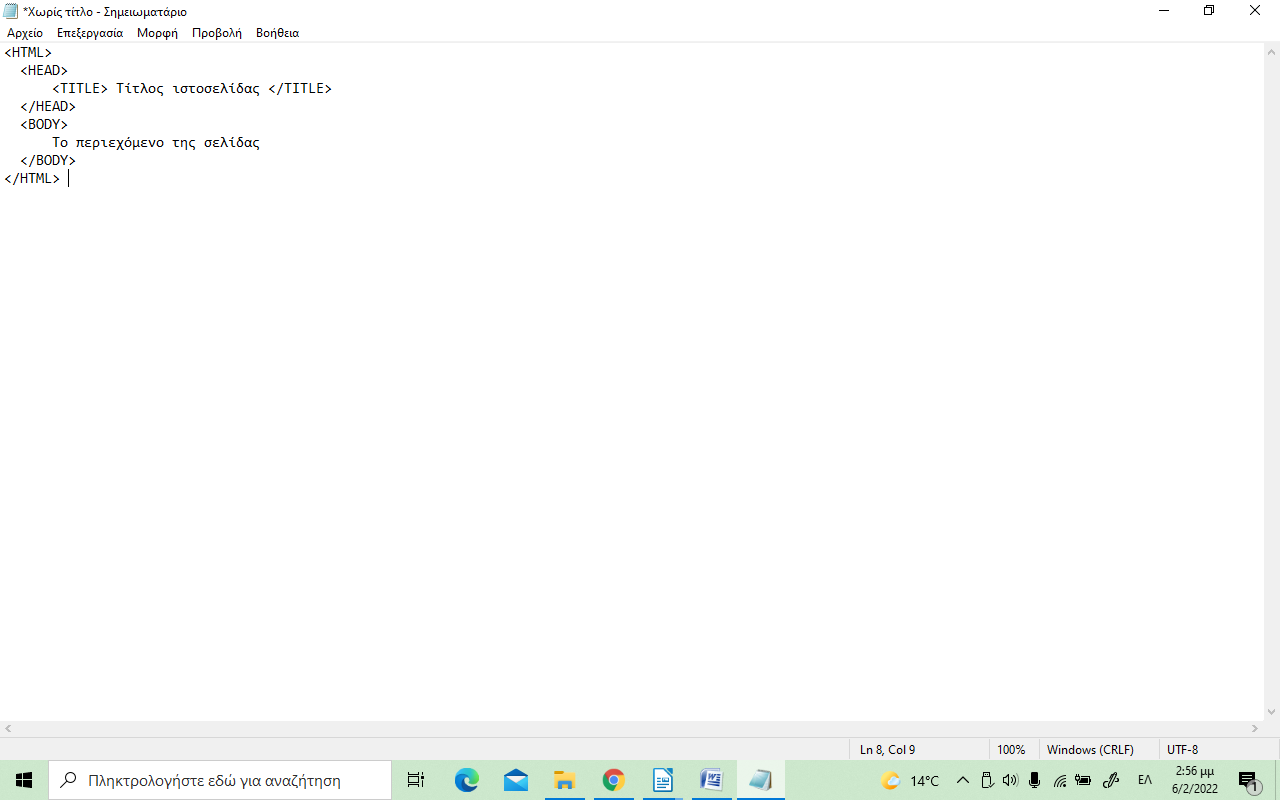 *Χωρίς τίτλο - Σημειωματάριο
Αρχείο Επεξεργασία Μορφή Προβολή Βοήθεια
<HTML>
  <HEAD>
      <TITLE> Τίτλος ιστοσελίδας </TITLE>
  </HEAD>
  <BODY>
      Το περιεχόμενο της σελίδας
  </BODY>
</HTML>
Ln 8, Col 9 100% Windows (CRLF) UTF-8
Πληκτρολογήστε εδώ για αναζήτηση 14°C ΕΛ 2:56 μμ
6/2/2022 1